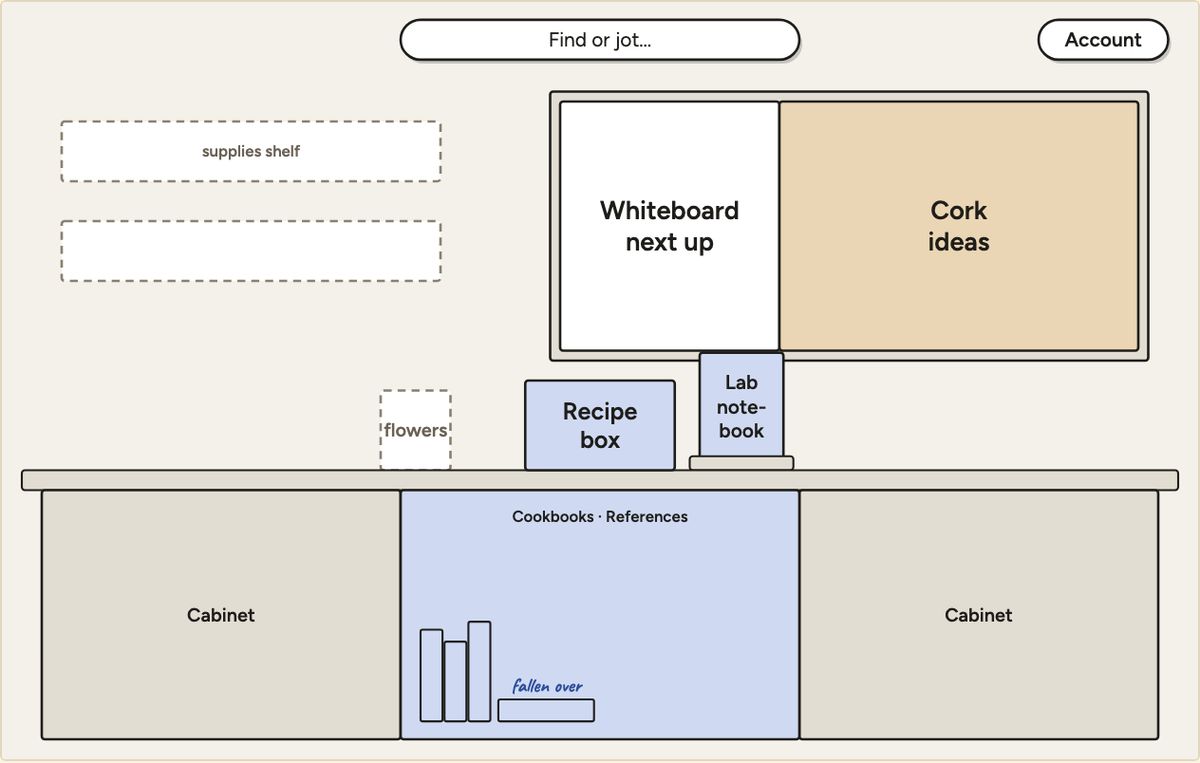 Find or jot...
Account
supplies shelf
Whiteboard
next up
Cork
ideas
flowers
Recipe
box
Lab
note-
book
Cookbooks · References
Cabinet
fallen over
Cabinet